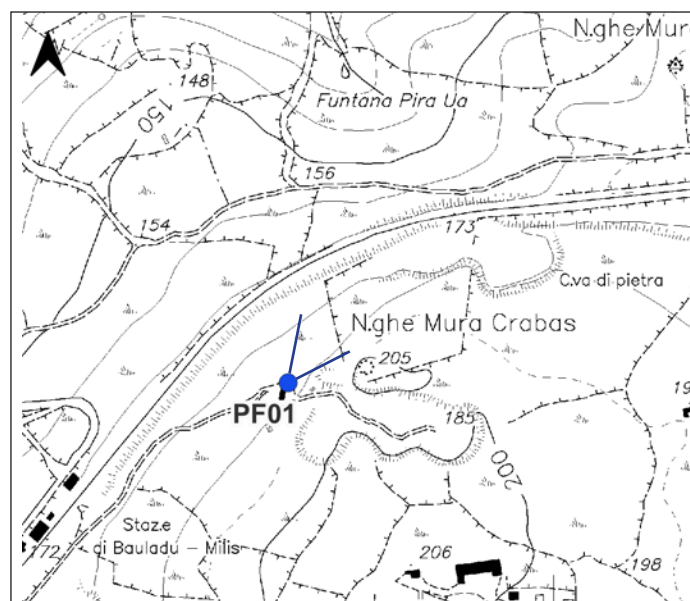 N.ghe Mura
148
Funtana Pira Ua
150
156
154
173
C.va di pietra
N.ghe Mura Crabas
205
PF01
185
200
Staz.e
di Bauladu - Milis
172
206
198